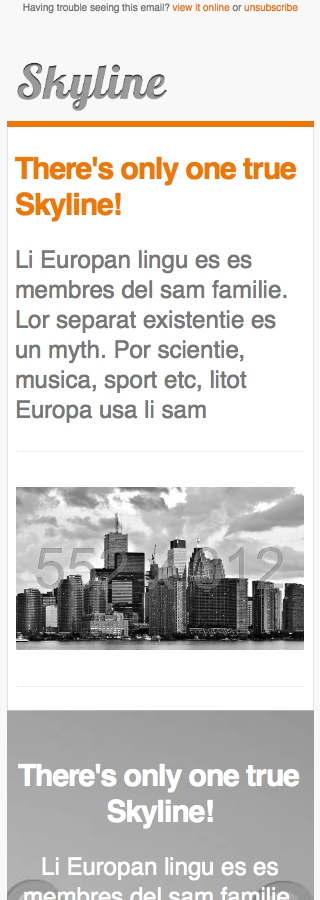 Having trouble seeing this email? view it online or unsubscribe
Skyline
There's only one true
Skyline!
Li Europan lingu es es
membres del sam familie.
Lor separat existentie es
un myth. Por scientie,
musica, sport etc, litot
Europa usa li sam
There's only one true
Skyline!
Li Europan lingu es es
membres del sam familie.